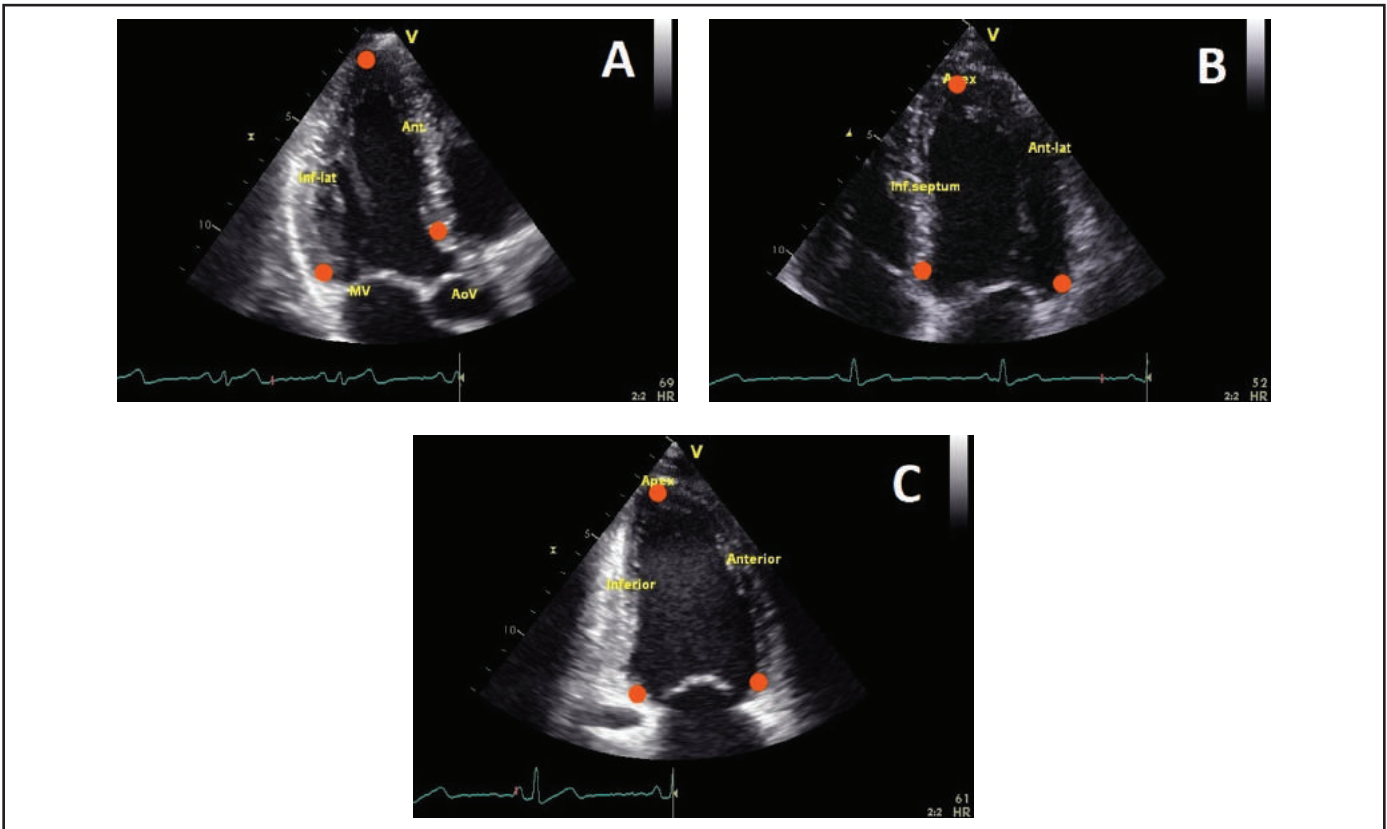 V
A
5
Ant.
Inf-lat
10
MV
AoV
69
2:2 HR
V
B
Apex
5
Ant-lat
Inf.septum
10
52
2:2 HR
V
C
Apex
5
Anterior
Inferior
10
61
2:2 HR